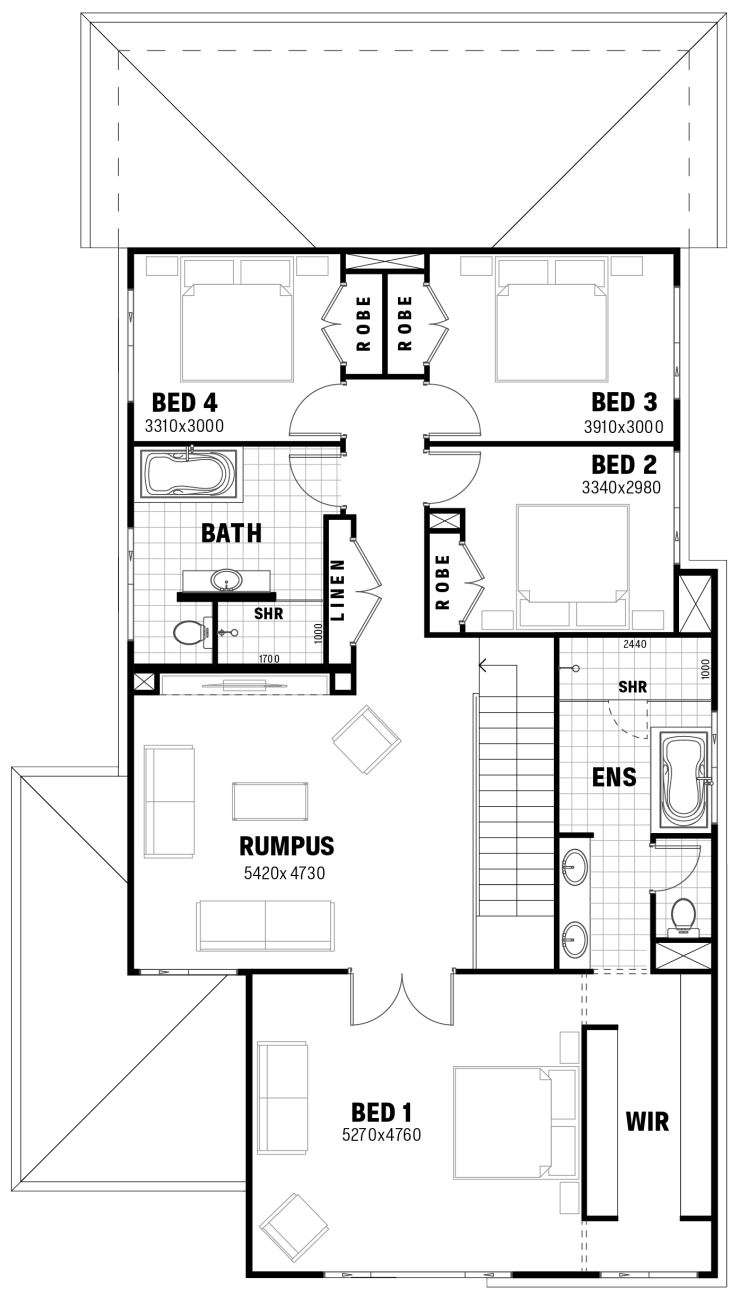 ROBE
ROBE
BED 4
3310x3000
BED 3
3910x3000
BED 2
3340x2980
BATH
ROBE
LINEN
SHR
1000
1700
2440
1000
SHR
ENS
RUMPUS
5420x4730
BED 1
5270x4760
WIR